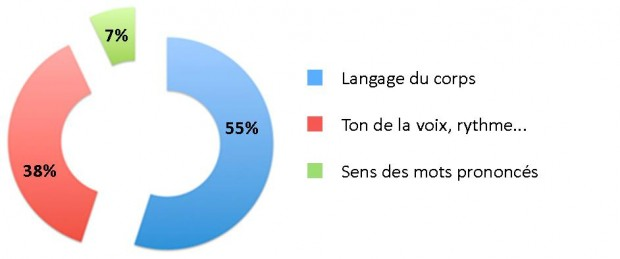 7%
Langage du corps
55%
Ton de la voix, rythme...
38%
Sens des mots prononcés